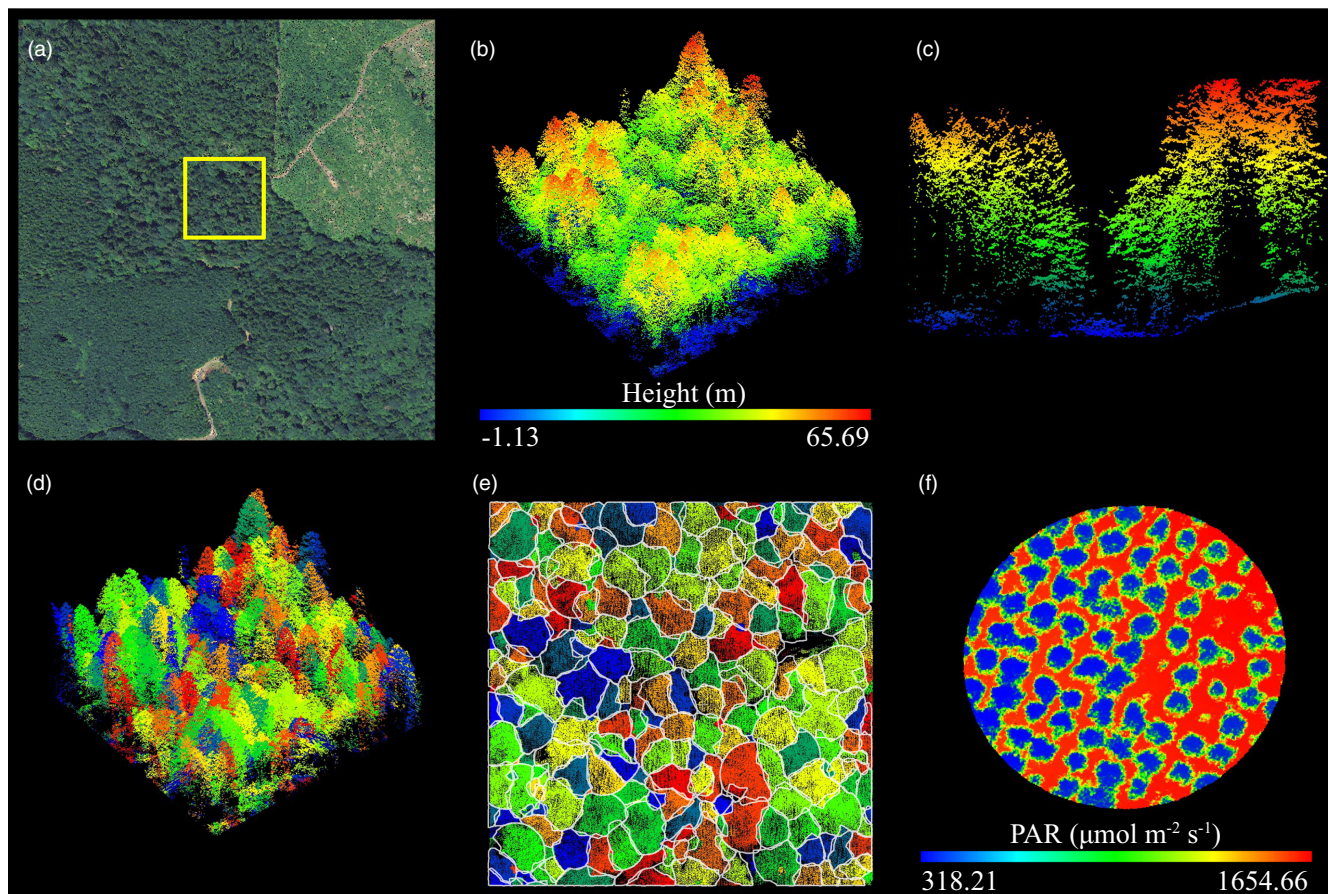 (a)
(b)
(c)
Height (m)
-1.13 65.69
(d)
(e)
(f)
PAR (μmol m⁻² s⁻¹)
318.21 1654.66